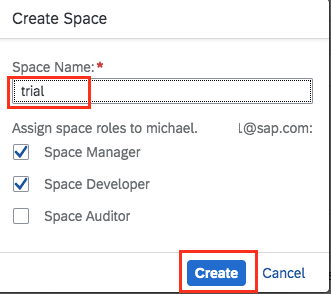 Create Space
Space Name:*
trial
Assign space roles to michael. l@sap.com:
Space Manager
Space Developer
Space Auditor
Create Cancel